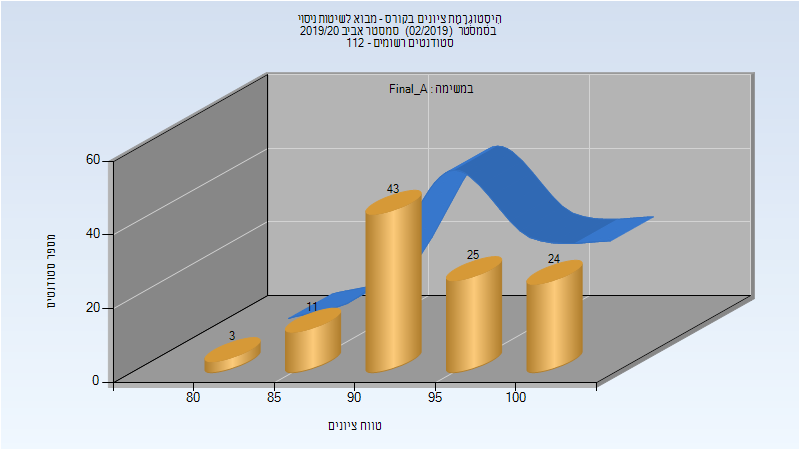 היסטוגרמת ציונים בקורס - מבוא לשיטות ניסוי
בסמסטר (02/2019) סמסטר אביב 2019/20
סטודנטים רשומים - 112
במשימה : Final_A
60
40
20
0
מספר סטודנטים
3
11
43
25
24
80
85
90
95
100
טווח ציונים